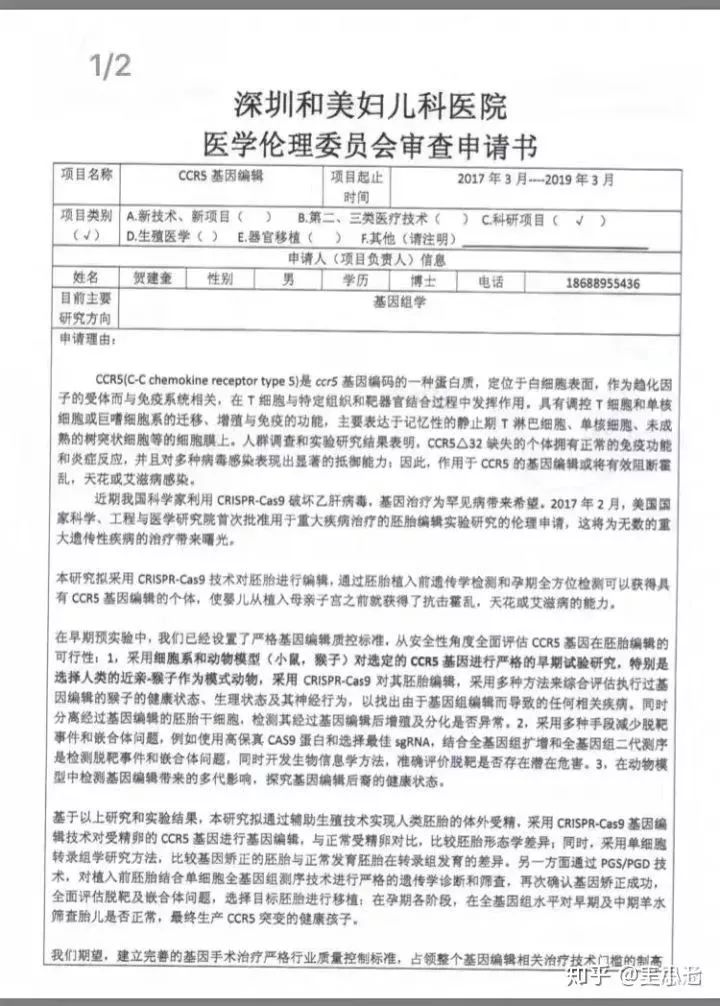 1/2
深圳和美妇儿科医院
医学伦理委员会审查申请书
项目名称 CCR5 基因编辑 项目起止时间 2017 年 3 月----2019 年 3 月
项目类别（√） A.新技术、新项目（ ） B.第二、三类医疗技术（ ） C.科研项目（ √ ）
D.生殖医学（ ） E.器官移植（ ） F.其他（请注明）
申请人（项目负责人）信息
姓名 贺建奎 性别 男 学历 博士 电话 18688955436
目前主要研究方向 基因组学
申请理由：
CCR5(C-C chemokine receptor type 5)是 ccr5 基因编码的一种蛋白质，定位于白细胞表面，作为趋化因
子的受体而与免疫系统相关，在 T 细胞与特定组织和靶器官结合过程中发挥作用，具有调控 T 细胞和单核
细胞或巨噬细胞系的迁移、增殖与免疫的功能，主要表达于记忆性的静止期 T 淋巴细胞、单核细胞、未成
熟的树突状细胞等的细胞膜上。人群调查和实验研究结果表明，CCR5△32 缺失的个体拥有正常的免疫功能
和炎症反应，并且对多种病毒感染表现出显著的抵御能力；因此，作用于 CCR5 的基因编辑或将有效阻断霍
乱，天花或艾滋病感染。
近期我国科学家利用 CRISPR-Cas9 破坏乙肝病毒，基因治疗为罕见病带来希望。2017 年 2 月，美国国
家科学、工程与医学研究院首次批准用于重大疾病治疗的胚胎编辑实验研究的伦理申请，这将为无数的重
大遗传性疾病的治疗带来曙光。
本研究拟采用 CRISPR-Cas9 技术对胚胎进行编辑，通过胚胎植入前遗传学检测和孕期全方位检测可以获得具
有 CCR5 基因编辑的个体，使婴儿从植入母亲子宫之前就获得了抗击霍乱，天花或艾滋病的能力。
在早期预实验中，我们已经设置了严格基因编辑质控标准，从安全性角度全面评估 CCR5 基因在胚胎编辑的
可行性：1，采用细胞系和动物模型（小鼠，猴子）对选定的 CCR5 基因进行严格的早期试验研究，特别是
选择人类的近亲-猴子作为模式动物，采用 CRISPR-Cas9 对其胚胎编辑，采用多种方法来综合评估执行过基
因编辑的猴子的健康状态、生理状态及其神经行为，以找出由于基因组编辑而导致的任何相关疾病。同时
分离经过基因编辑的胚胎干细胞，检测其经过基因编辑后增殖及分化是否异常。2，采用多种手段减少脱靶
事件和嵌合体问题，例如使用高保真 CAS9 蛋白和选择最佳 sgRNA，结合全基因组扩增和全基因组二代测序
是检测脱靶事件和嵌合体问题，同时开发生物信息学方法，准确评价脱靶是否存在潜在危害。3，在动物模
型中检测基因编辑带来的多代影响，探究基因编辑后裔的健康状态。
基于以上研究和实验结果，本研究拟通过辅助生殖技术实现人类胚胎的体外受精，采用 CRISPR-Cas9 基因编
辑技术对受精卵的 CCR5 基因进行基因编辑，与正常受精卵对比，比较胚胎形态学差异；同时，采用单细胞
转录组学研究方法，比较基因矫正的胚胎与正常发育胚胎在转录组发育的差异。另一方面通过 PGS/PGD 技
术，对植入前胚胎结合单细胞全基因组测序技术进行严格的遗传学诊断和筛查，再次确认基因矫正成功，
全面评估脱靶及嵌合体问题，选择目标胚胎进行移植；在孕期各阶段，在全基因组水平对早期及中期羊水
筛查胎儿是否正常，最终生产 CCR5 突变的健康孩子。
我们期望，建立完善的基因手术治疗严格行业质量控制标准，占领整个基因编辑相关治疗技术门槛的制高
知乎